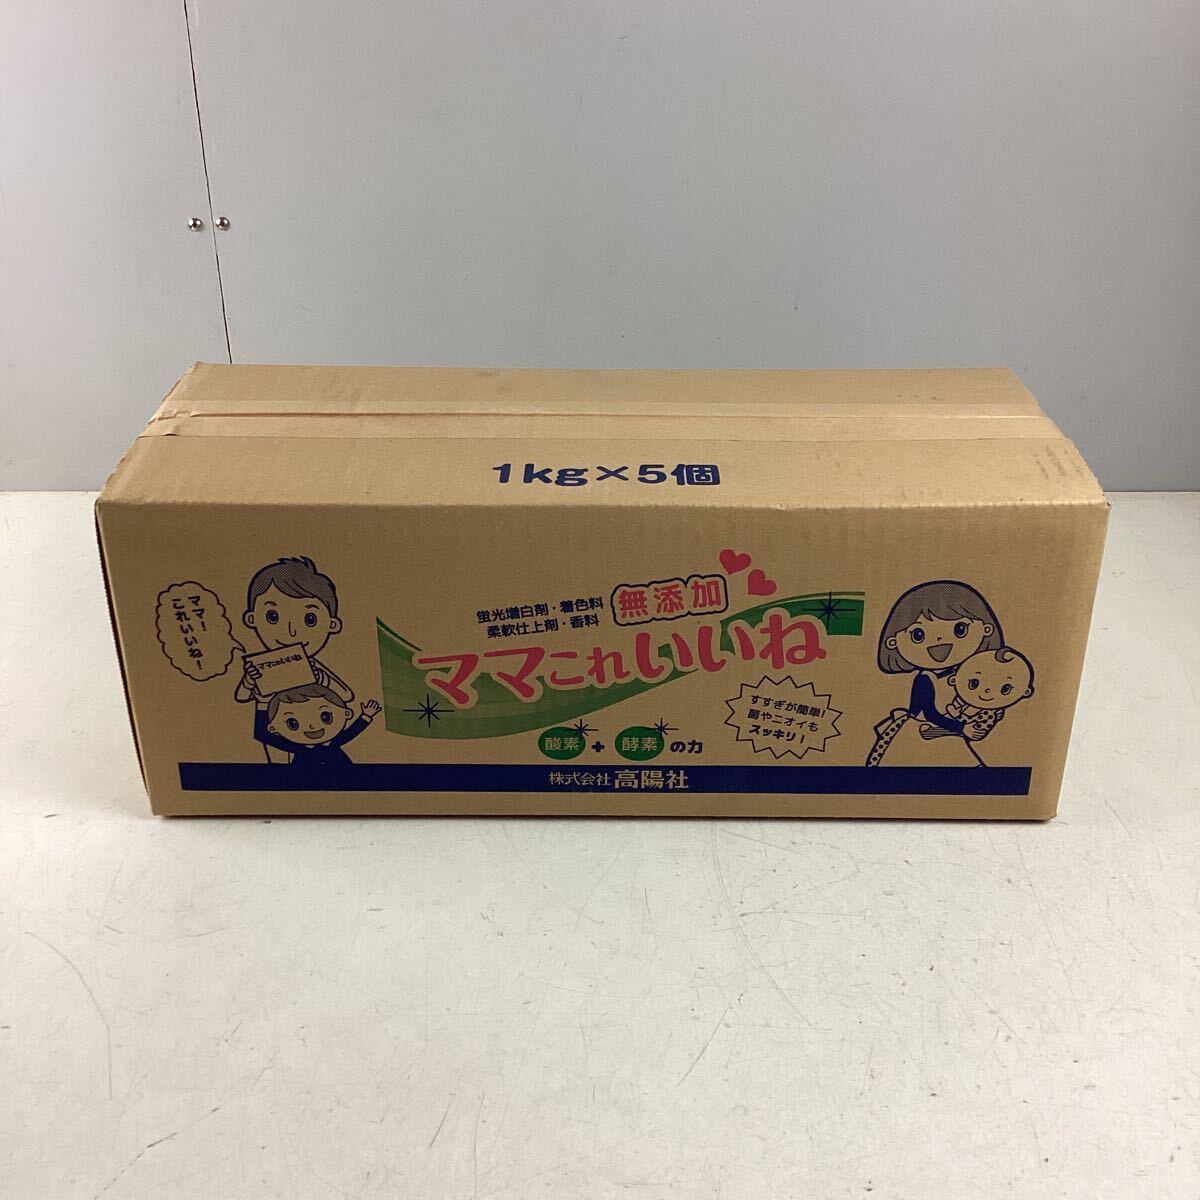 1kg×5個
ママ!
これいいね!
ママこれいいね
蛍光増白剤・着色料
柔軟仕上剤・香料
無添加
ママこれいいね
すすぎが簡単!
菌やニオイも
スッキリ!
酸素+酵素の力
株式会社高陽社